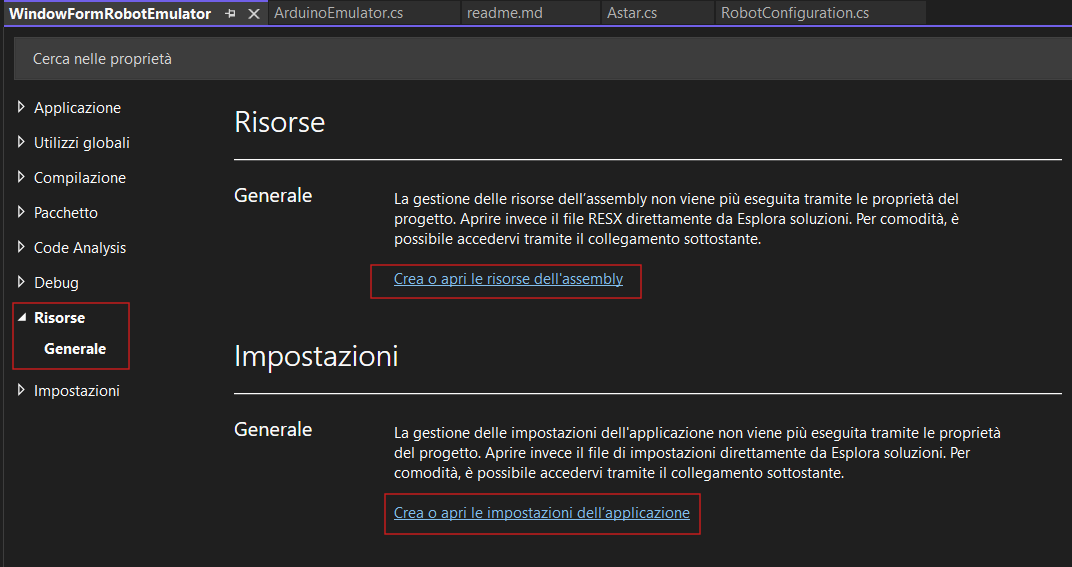 WindowFormRobotEmulator
ArduinoEmulator.cs
readme.md
Astar.cs
RobotConfiguration.cs
Cerca nelle proprietà
Applicazione
Utilizzi globali
Compilazione
Pacchetto
Code Analysis
Debug
Risorse
Generale
Impostazioni
Risorse
Generale
La gestione delle risorse dell'assembly non viene più eseguita tramite le proprietà del
progetto. Aprire invece il file RESX direttamente da Esplora soluzioni. Per comodità, è
possibile accedervi tramite il collegamento sottostante.
Crea o apri le risorse dell'assembly
Impostazioni
Generale
La gestione delle impostazioni dell'applicazione non viene più eseguita tramite le proprietà
del progetto. Aprire invece il file di impostazioni direttamente da Esplora soluzioni. Per
comodità, è possibile accedervi tramite il collegamento sottostante.
Crea o apri le impostazioni dell'applicazione